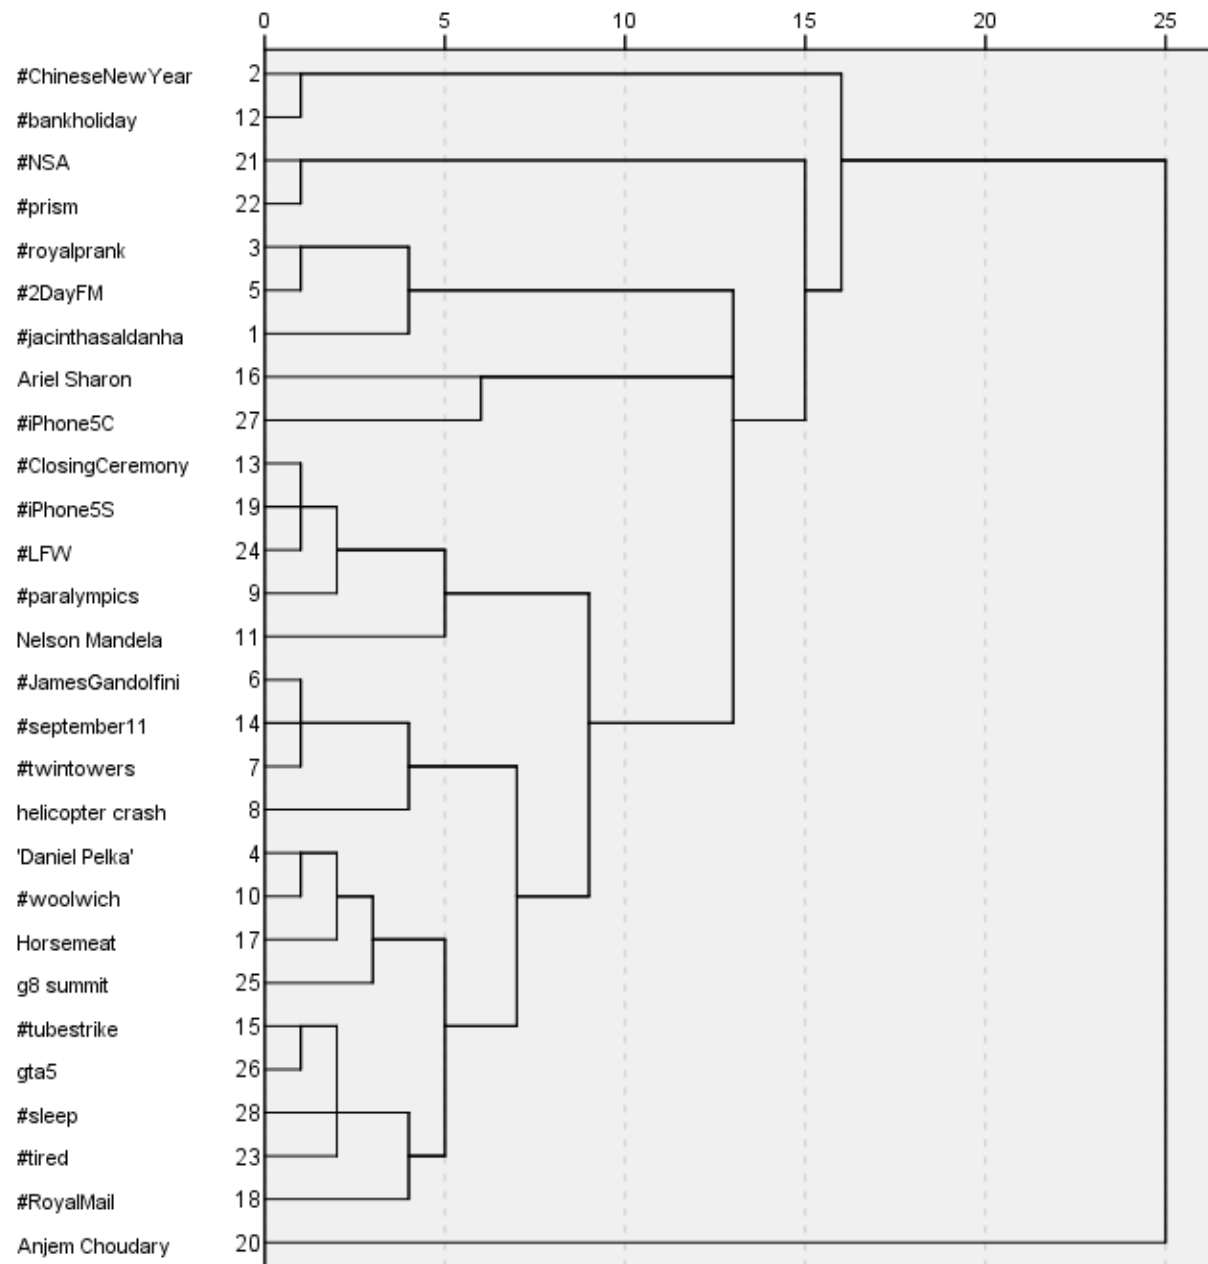 0 5 10 15 20 25
#ChineseNewYear 2
#bankholiday 12
#NSA 21
#prism 22
#royalprank 3
#2DayFM 5
#jacinthasaldanha 1
Ariel Sharon 16
#iPhone5C 27
#ClosingCeremony 13
#iPhone5S 19
#LFW 24
#paralympics 9
Nelson Mandela 11
#JamesGandolfini 6
#september11 14
#twintowers 7
helicopter crash 8
'Daniel Pelka' 4
#woolwich 10
Horsemeat 17
g8 summit 25
#tubestrike 15
gta5 26
#sleep 28
#tired 23
#RoyalMail 18
Anjem Choudary 20